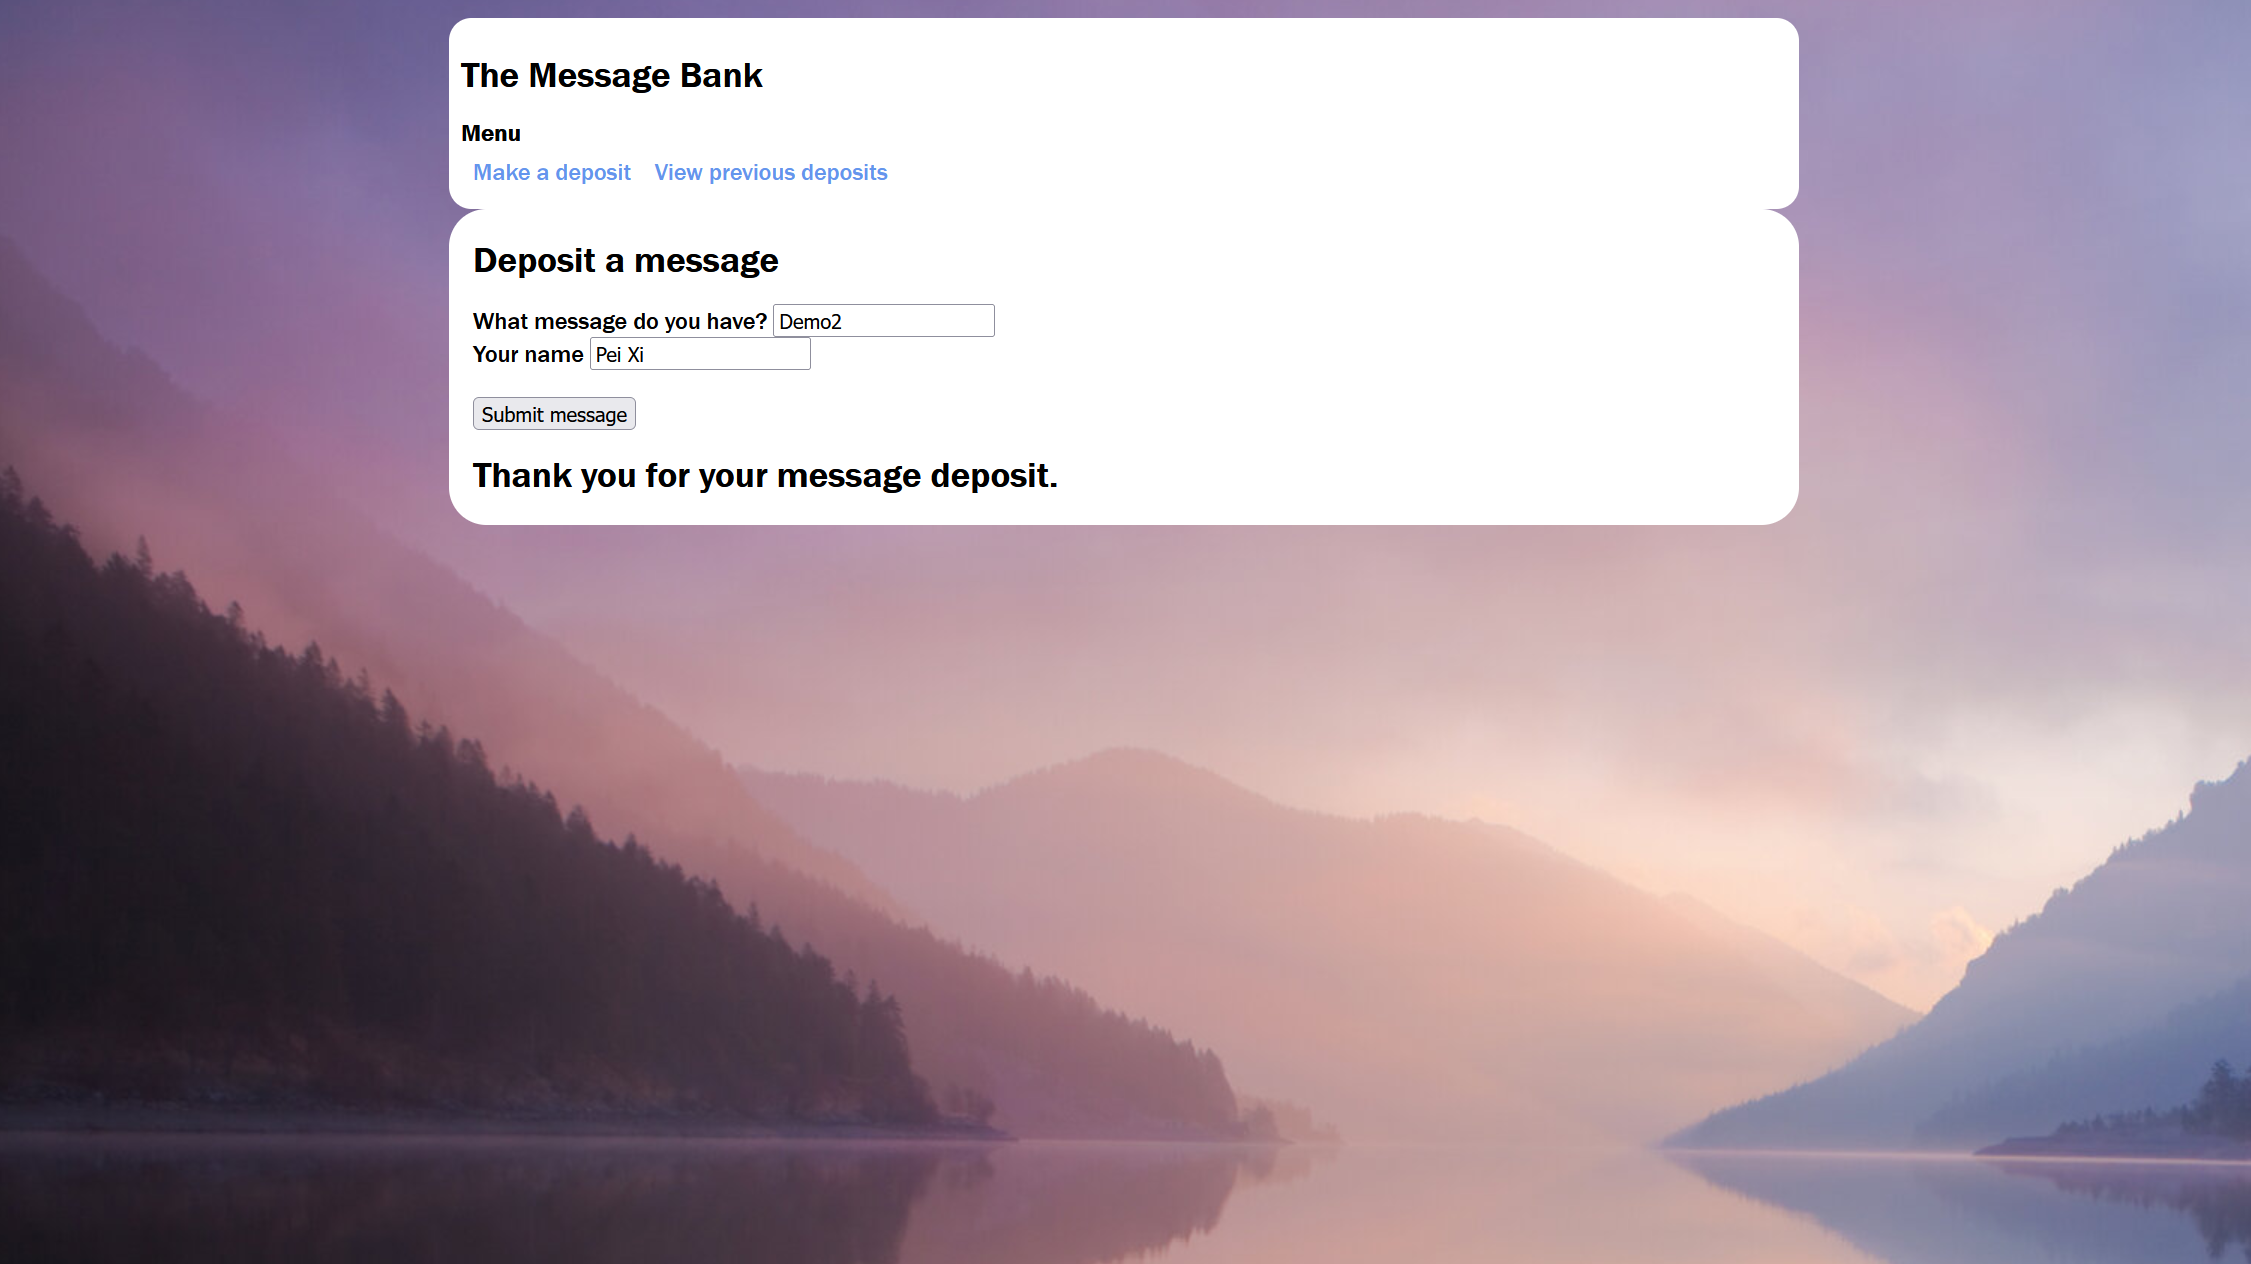 The Message Bank
Menu
Make a deposit View previous deposits
Deposit a message
What message do you have? Demo2
Your name Pei Xi
Submit message
Thank you for your message deposit.